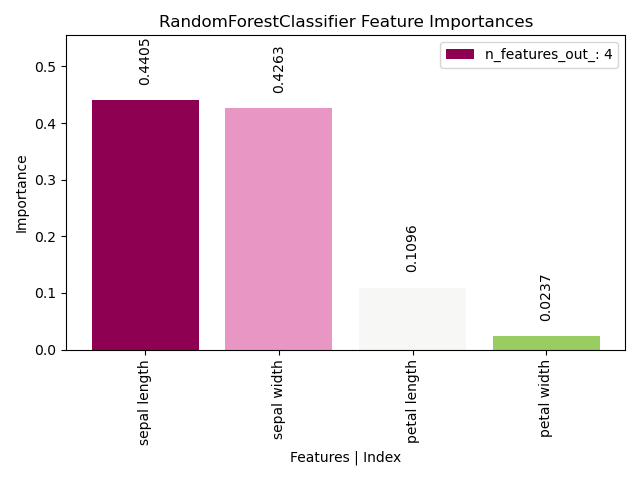 RandomForestClassifier Feature Importances
n_features_out_: 4
Importance
0.5
0.4
0.3
0.2
0.1
0.0
0.4405
0.4263
0.1096
0.0237
sepal length
sepal width
petal length
petal width
Features | Index